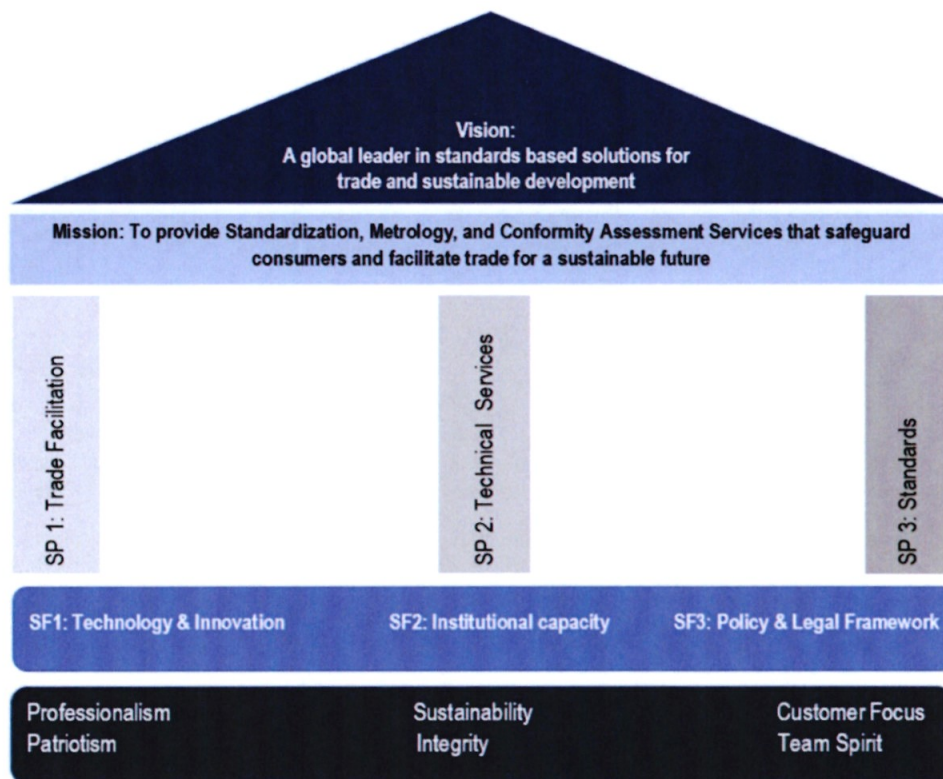 Vision:
A global leader in standards based solutions for
trade and sustainable development
Mission: To provide Standardization, Metrology, and Conformity Assessment Services that safeguard
consumers and facilitate trade for a sustainable future
SP 1: Trade Facilitation
SP 2: Technical Services
SP 3: Standards
SF1: Technology & Innovation
SF2: Institutional capacity
SF3: Policy & Legal Framework
Professionalism
Sustainability
Customer Focus
Patriotism
Integrity
Team Spirit